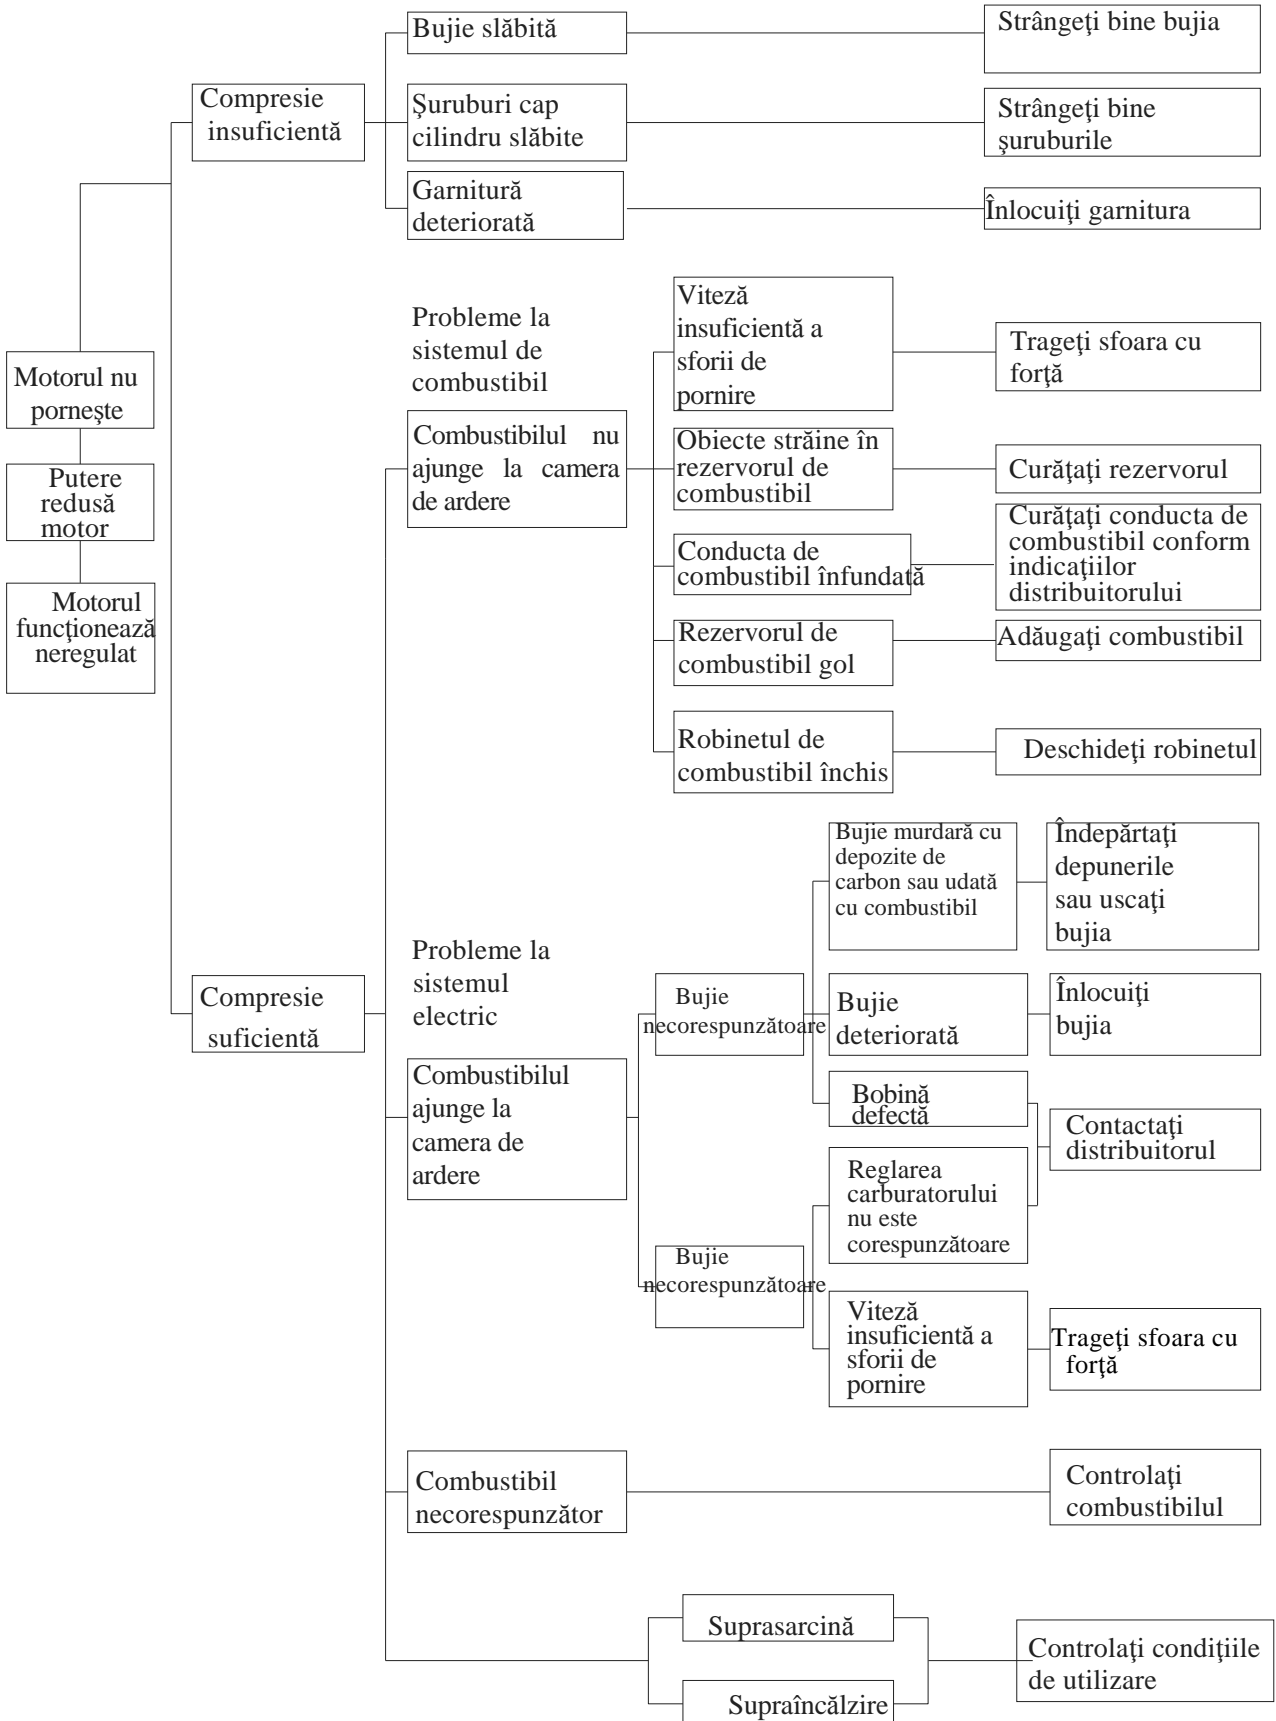 Bujie slăbită
Strângeţi bine bujia
Compresie
insuficientă
Şuruburi cap
cilindru slăbite
Strângeţi bine
şuruburile
Garnitură
deteriorată
Înlocuiţi garnitura
Motorul nu
porneşte
Putere
redusă
motor
Motorul
funcţionează
neregulat
Probleme la
sistemul de
combustibil
Combustibilul nu
ajunge la camera
de ardere
Viteză
insuficientă a
sforii de
pornire
Trageţi sfoara cu
forţă
Obiecte străine în
rezervorul de
combustibil
Curăţaţi rezervorul
Conducta de
combustibil înfundată
Curăţaţi conducta de
combustibil conform
indicaţiilor
distribuitorului
Rezervorul de
combustibil gol
Adăugaţi combustibil
Robinetul de
combustibil închis
Deschideţi robinetul
Compresie
suficientă
Probleme la
sistemul
electric
Combustibilul
ajunge la
camera de
ardere
Bujie
necorespunzătoare
Bujie murdară cu
depozite de
carbon sau udată
cu combustibil
Îndepărtaţi
depunerile
sau uscaţi
bujia
Bujie
deteriorată
Înlocuiţi
bujia
Bobină
defectă
Contactaţi
distribuitorul
Bujie
necorespunzătoare
Reglarea
carburatorului
nu este
corespunzătoare
Viteză
insuficientă a
sforii de
pornire
Trageţi sfoara cu
forţă
Combustibil
necorespunzător
Controlaţi
combustibilul
Suprasarcină
Supraîncălzire
Controlaţi condiţiile
de utilizare